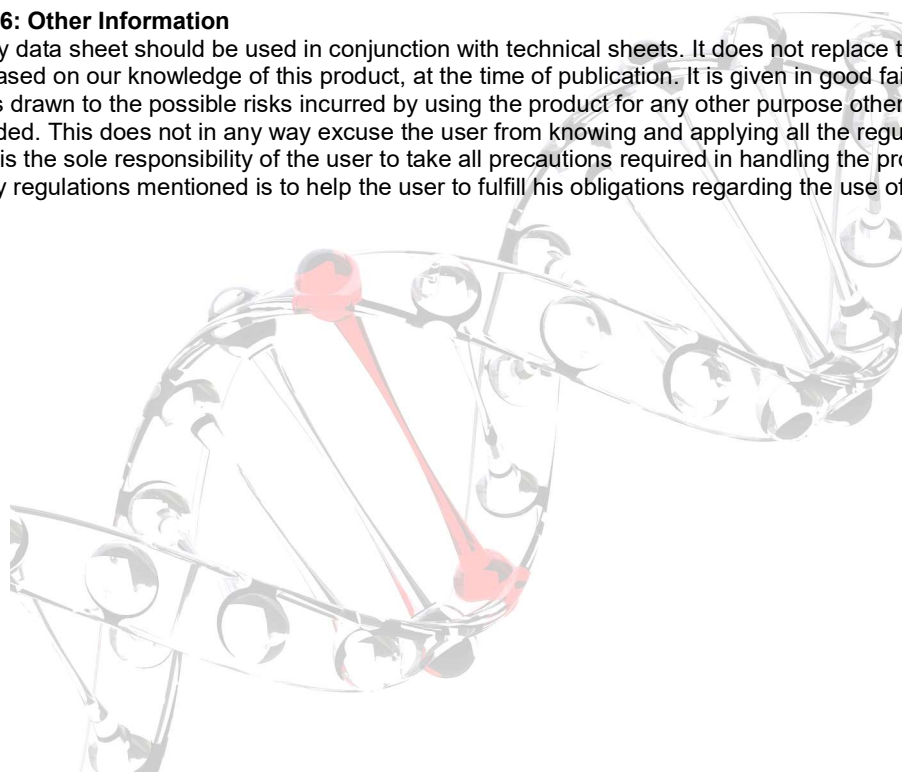 6: Other Information
y data sheet should be used in conjunction with technical sheets. It does not replace t
ased on our knowledge of this product, at the time of publication. It is given in good fai
s drawn to the possible risks incurred by using the product for any other purpose other
ded. This does not in any way excuse the user from knowing and applying all the regu
is the sole responsibility of the user to take all precautions required in handling the pro
y regulations mentioned is to help the user to fulfill his obligations regarding the use of